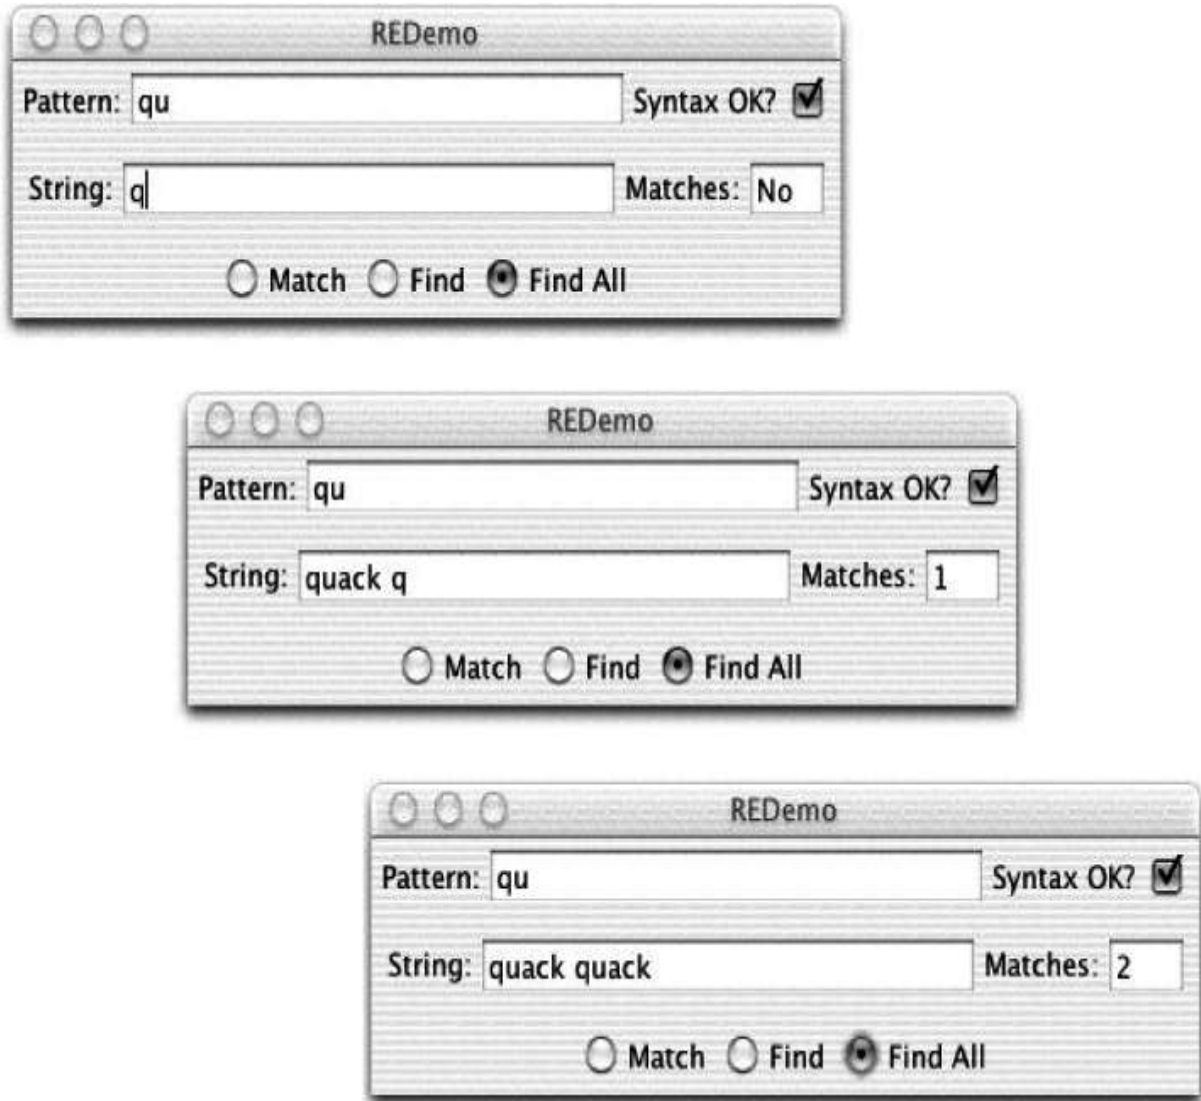 REDemo
Pattern: qu Syntax OK?
String: q Matches: No
Match Find Find All
REDemo
Pattern: qu Syntax OK?
String: quack q Matches: 1
Match Find Find All
REDemo
Pattern: qu Syntax OK?
String: quack quack Matches: 2
Match Find Find All